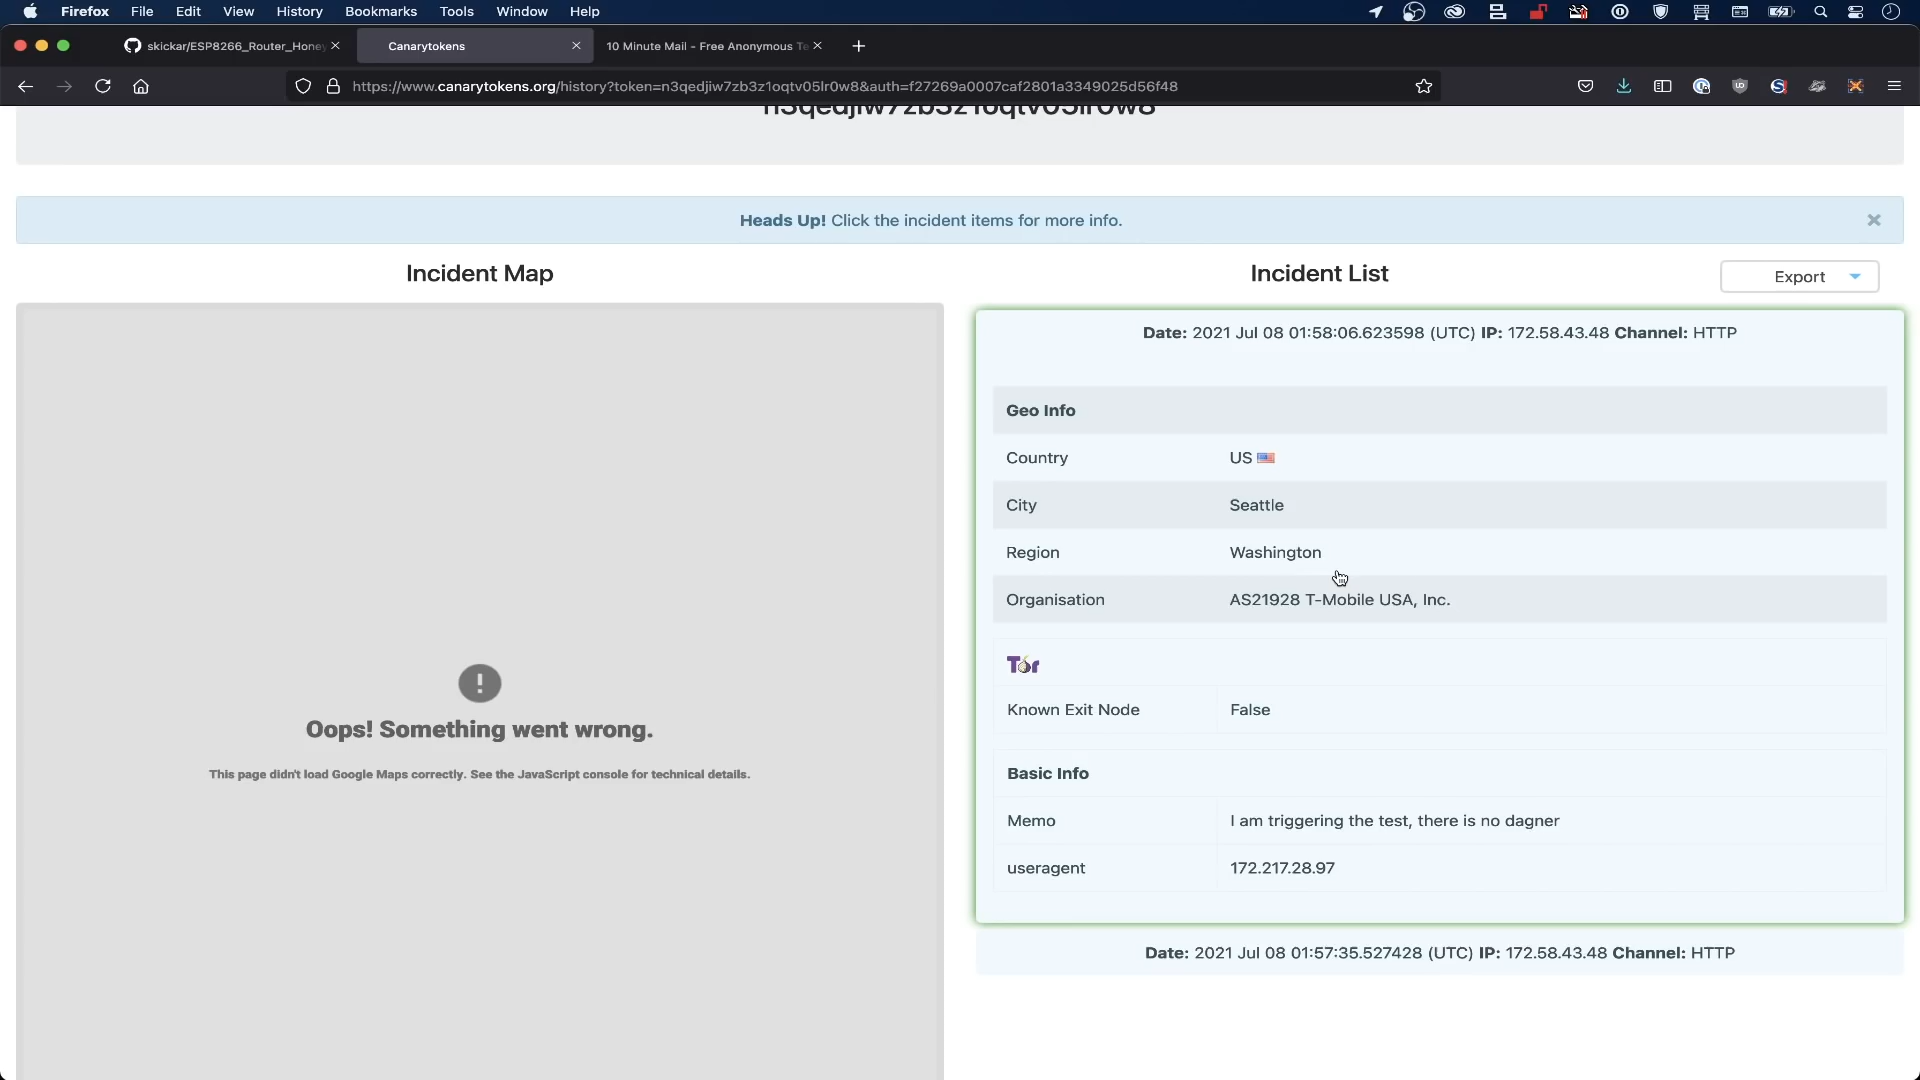 Firefox File Edit View History Bookmarks Tools Window Help
skickar/ESP8266_Router_Honey
Canarytokens
10 Minute Mail - Free Anonymous Te
https://www.canarytokens.org/history?token=n3qedjiw7zb3z1oqtv05lr0w8&auth=f27269a0007caf2801a3349025d56f48
n3qedjiw7zb3z1oqtv05lr0w8
Heads Up! Click the incident items for more info.
Incident Map
Incident List
Export
Date: 2021 Jul 08 01:58:06.623598 (UTC) IP: 172.58.43.48 Channel: HTTP
Geo Info
Country US
City Seattle
Region Washington
Organisation AS21928 T-Mobile USA, Inc.
Tor
Known Exit Node False
Basic Info
Memo I am triggering the test, there is no dagner
useragent 172.217.28.97
Date: 2021 Jul 08 01:57:35.527428 (UTC) IP: 172.58.43.48 Channel: HTTP
Oops! Something went wrong.
This page didn't load Google Maps correctly. See the JavaScript console for technical details.